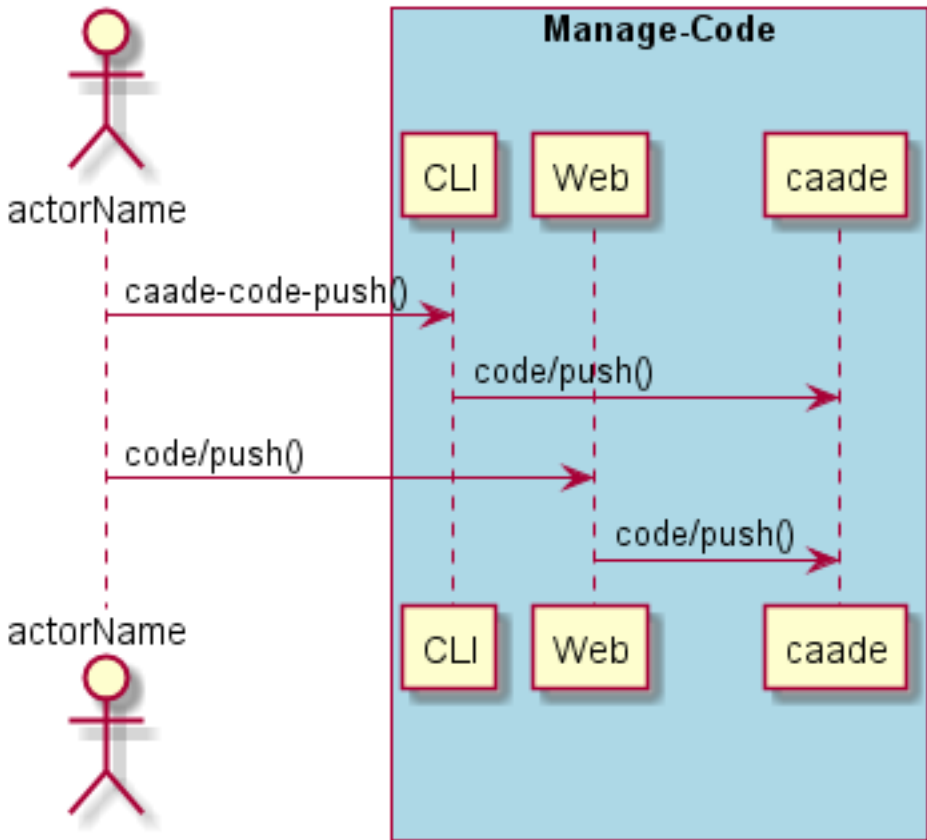 Manage-Code
actorName
CLI
Web
caade
caade-code-push()
code/push()
code/push()
code/push()
actorName
CLI
Web
caade